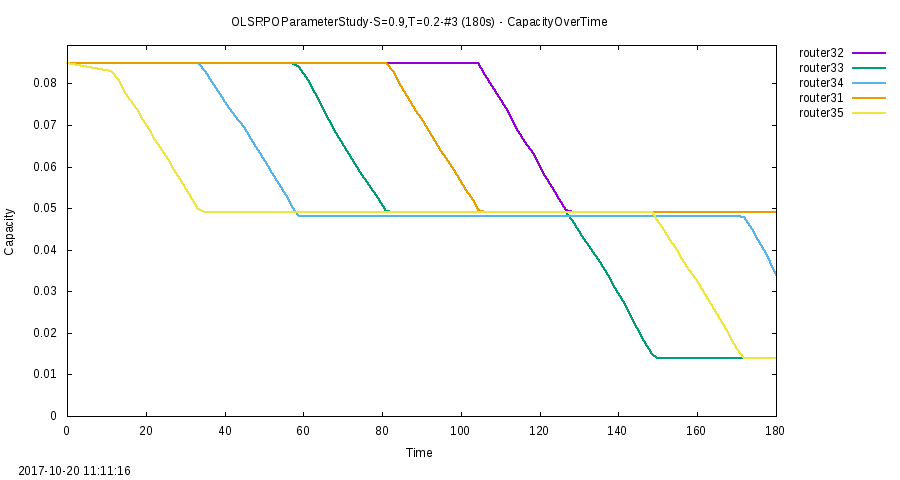 OLSRPOParameterStudy-S=0.9,T=0.2-#3 (180s) - CapacityOverTime
router32
router33
router34
router31
router35
0.08
0.07
0.06
0.05
0.04
0.03
0.02
0.01
0
Capacity
0 20 40 60 80 100 120 140 160 180
Time
2017-10-20 11:11:16